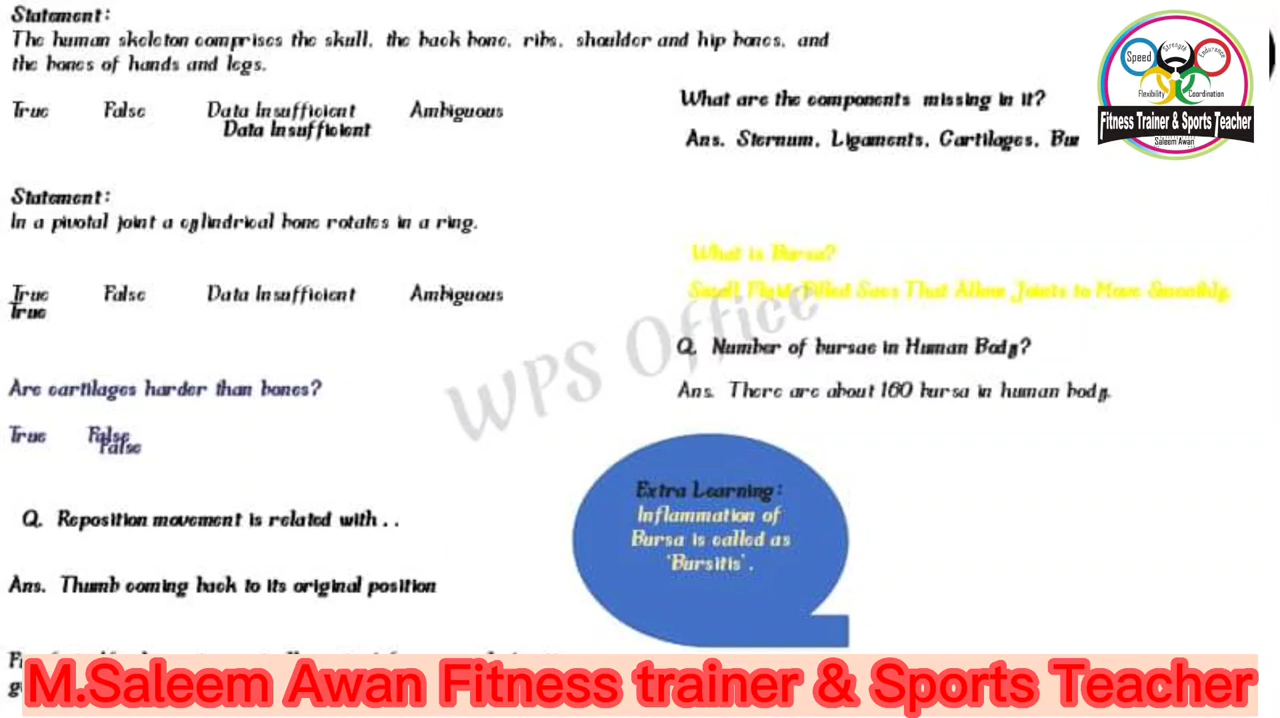 Statement:
The human skeleton comprises the skull, the back bone, ribs, shoulder and hip bones, and
the bones of hands and legs.
True False Data Insufficient Ambiguous
Data Insufficient
What are the components missing in it?
Ans. Sternum, Ligaments, Cartilages, Bur
Statement:
In a pivotal joint a cylindrical bone rotates in a ring.
True False Data Insufficient Ambiguous
True
What is Bursa?
Small Fluid Filled Sacs That Allow Joints to Move Smoothly.
Q. Number of bursae in Human Body?
Ans. There are about 160 bursa in human body.
Are cartilages harder than bones?
True False
False
Q. Reposition movement is related with . .
Ans. Thumb coming back to its original position
Extra Learning:
Inflammation of
Bursa is called as
'Bursitis'.
WPS Office
Speed
Strength
Endurance
Flexibility
Coordination
Fitness Trainer & Sports Teacher
Saleem Awan
M.Saleem Awan Fitness trainer & Sports Teacher